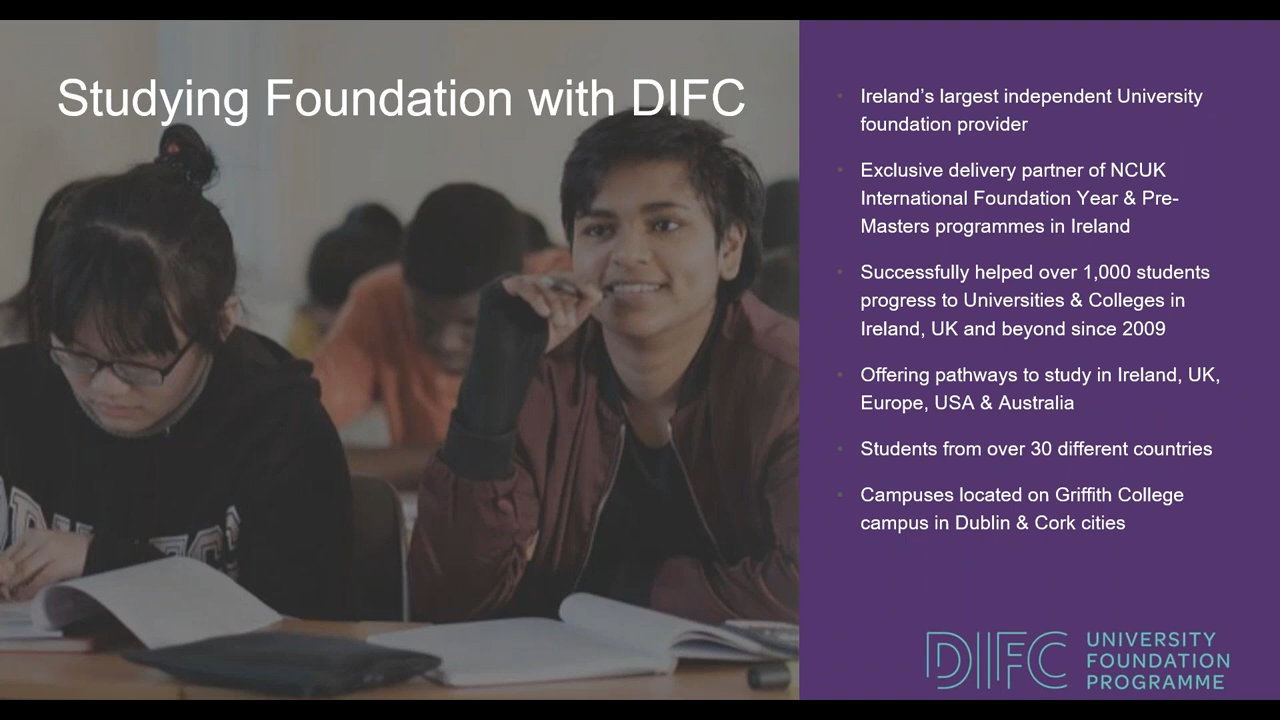 Studying Foundation with DIFC
• Ireland's largest independent University
foundation provider
• Exclusive delivery partner of NCUK
International Foundation Year & Pre-
Masters programmes in Ireland
• Successfully helped over 1,000 students
progress to Universities & Colleges in
Ireland, UK and beyond since 2009
• Offering pathways to study in Ireland, UK,
Europe, USA & Australia
• Students from over 30 different countries
• Campuses located on Griffith College
campus in Dublin & Cork cities
DIFC
UNIVERSITY
FOUNDATION
PROGRAMME